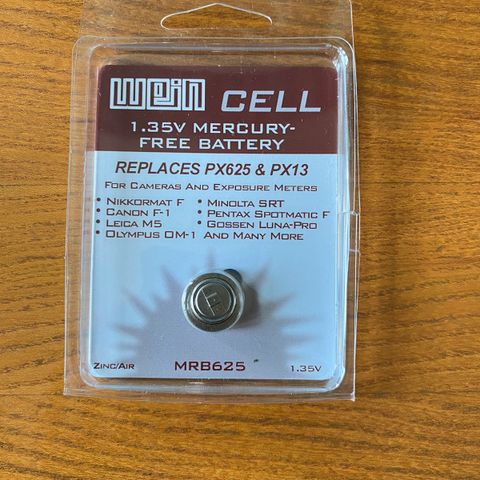 Wein CELL
1.35V MERCURY-
FREE BATTERY
REPLACES PX625 & PX13
FOR CAMERAS AND EXPOSURE METERS
• NIKKORMAT F • MINOLTA SRT
• CANON F-1 • PENTAX SPOTMATIC F
• LEICA M5 • GOSSEN LUNA-PRO
• OLYMPUS OM-1 AND MANY MORE
ZINC/AIR MRB625 1.35V